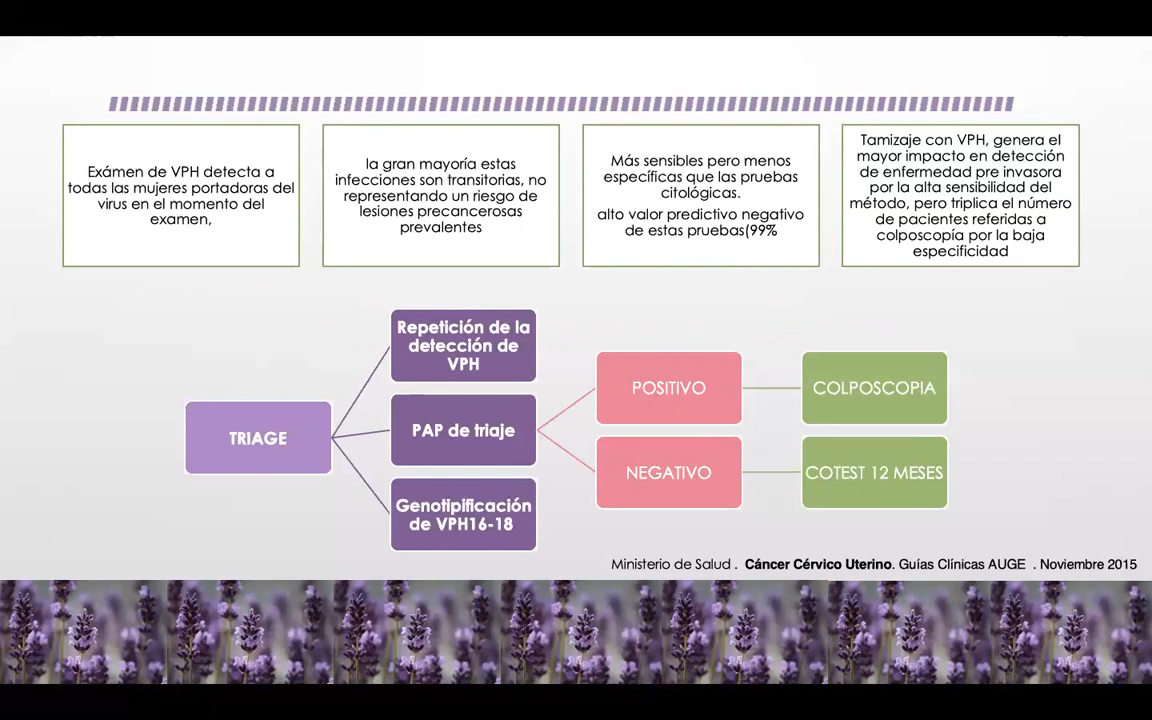 Exámen de VPH detecta a
todas las mujeres portadoras del
virus en el momento del
examen,
la gran mayoría estas
infecciones son transitorias, no
representando un riesgo de
lesiones precancerosas
prevalentes
Más sensibles pero menos
específicas que las pruebas
citológicas.
alto valor predictivo negativo
de estas pruebas(99%
Tamizaje con VPH, genera el
mayor impacto en detección
de enfermedad pre invasora
por la alta sensibilidad del
método, pero triplica el número
de pacientes referidas a
colposcopía por la baja
especificidad
TRIAGE
Repetición de la
detección de
VPH
PAP de triaje
Genotipificación
de VPH16-18
POSITIVO
NEGATIVO
COLPOSCOPIA
COTEST 12 MESES
Ministerio de Salud . Cáncer Cérvico Uterino. Guías Clínicas AUGE . Noviembre 2015